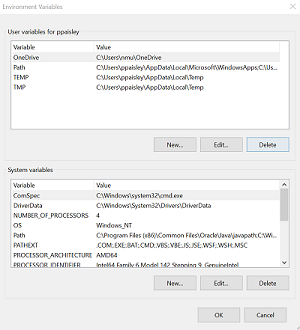 Environment Variables
User variables for ppaisley
Variable Value
OneDrive C:\Users\nmu\OneDrive
Path C:\Users\ppaisley\AppData\Local\Microsoft\WindowsApps;C:\Us...
TEMP C:\Users\ppaisley\AppData\Local\Temp
TMP C:\Users\ppaisley\AppData\Local\Temp
New... Edit... Delete
System variables
Variable Value
ComSpec C:\Windows\system32\cmd.exe
DriverData C:\Windows\System32\Drivers\DriverData
NUMBER_OF_PROCESSORS 4
OS Windows_NT
Path C:\Program Files (x86)\Common Files\Oracle\Java\javapath;C:\Wi...
PATHEXT .COM;.EXE;.BAT;.CMD;.VBS;.VBE;.JS;.JSE;.WSF;.WSH;.MSC
PROCESSOR_ARCHITECTURE AMD64
PROCESSOR_IDENTIFIER Intel64 Family 6 Model 142 Stepping 9, GenuineIntel
New... Edit... Delete
OK Cancel